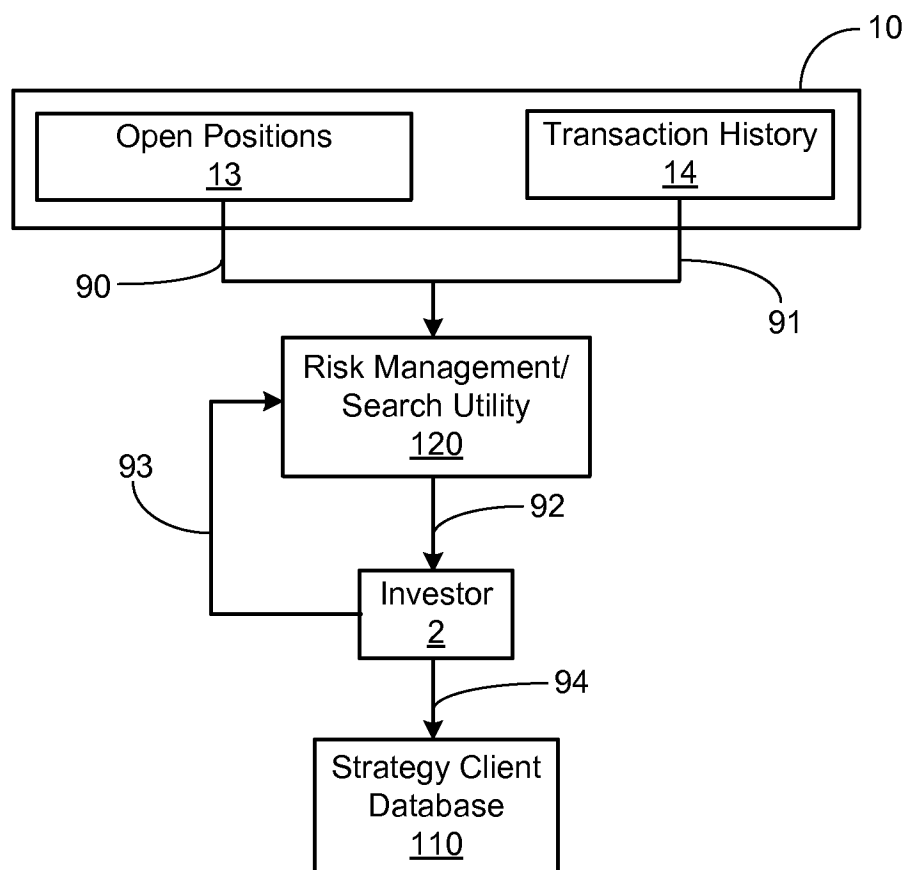 10
Open Positions
13
Transaction History
14
90
91
Risk Management/
Search Utility
120
93
92
Investor
2
94
Strategy Client
Database
110